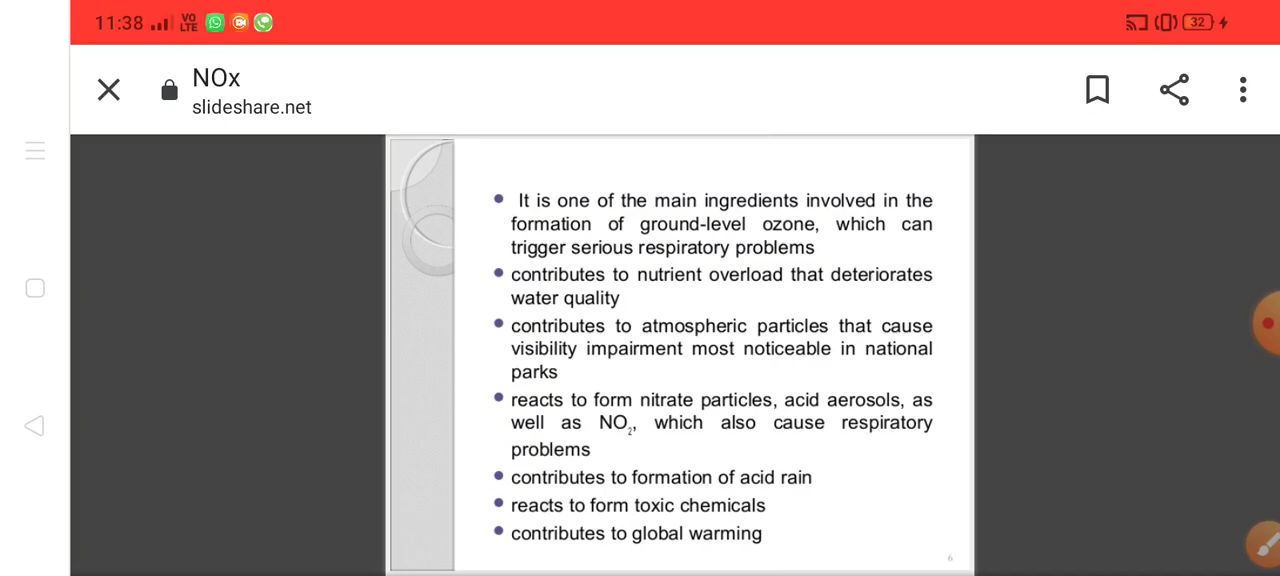 11:38 VO LTE 32
NOx
slideshare.net
• It is one of the main ingredients involved in the
formation of ground-level ozone, which can
trigger serious respiratory problems
• contributes to nutrient overload that deteriorates
water quality
• contributes to atmospheric particles that cause
visibility impairment most noticeable in national
parks
• reacts to form nitrate particles, acid aerosols, as
well as NO₂, which also cause respiratory
problems
• contributes to formation of acid rain
• reacts to form toxic chemicals
• contributes to global warming
6